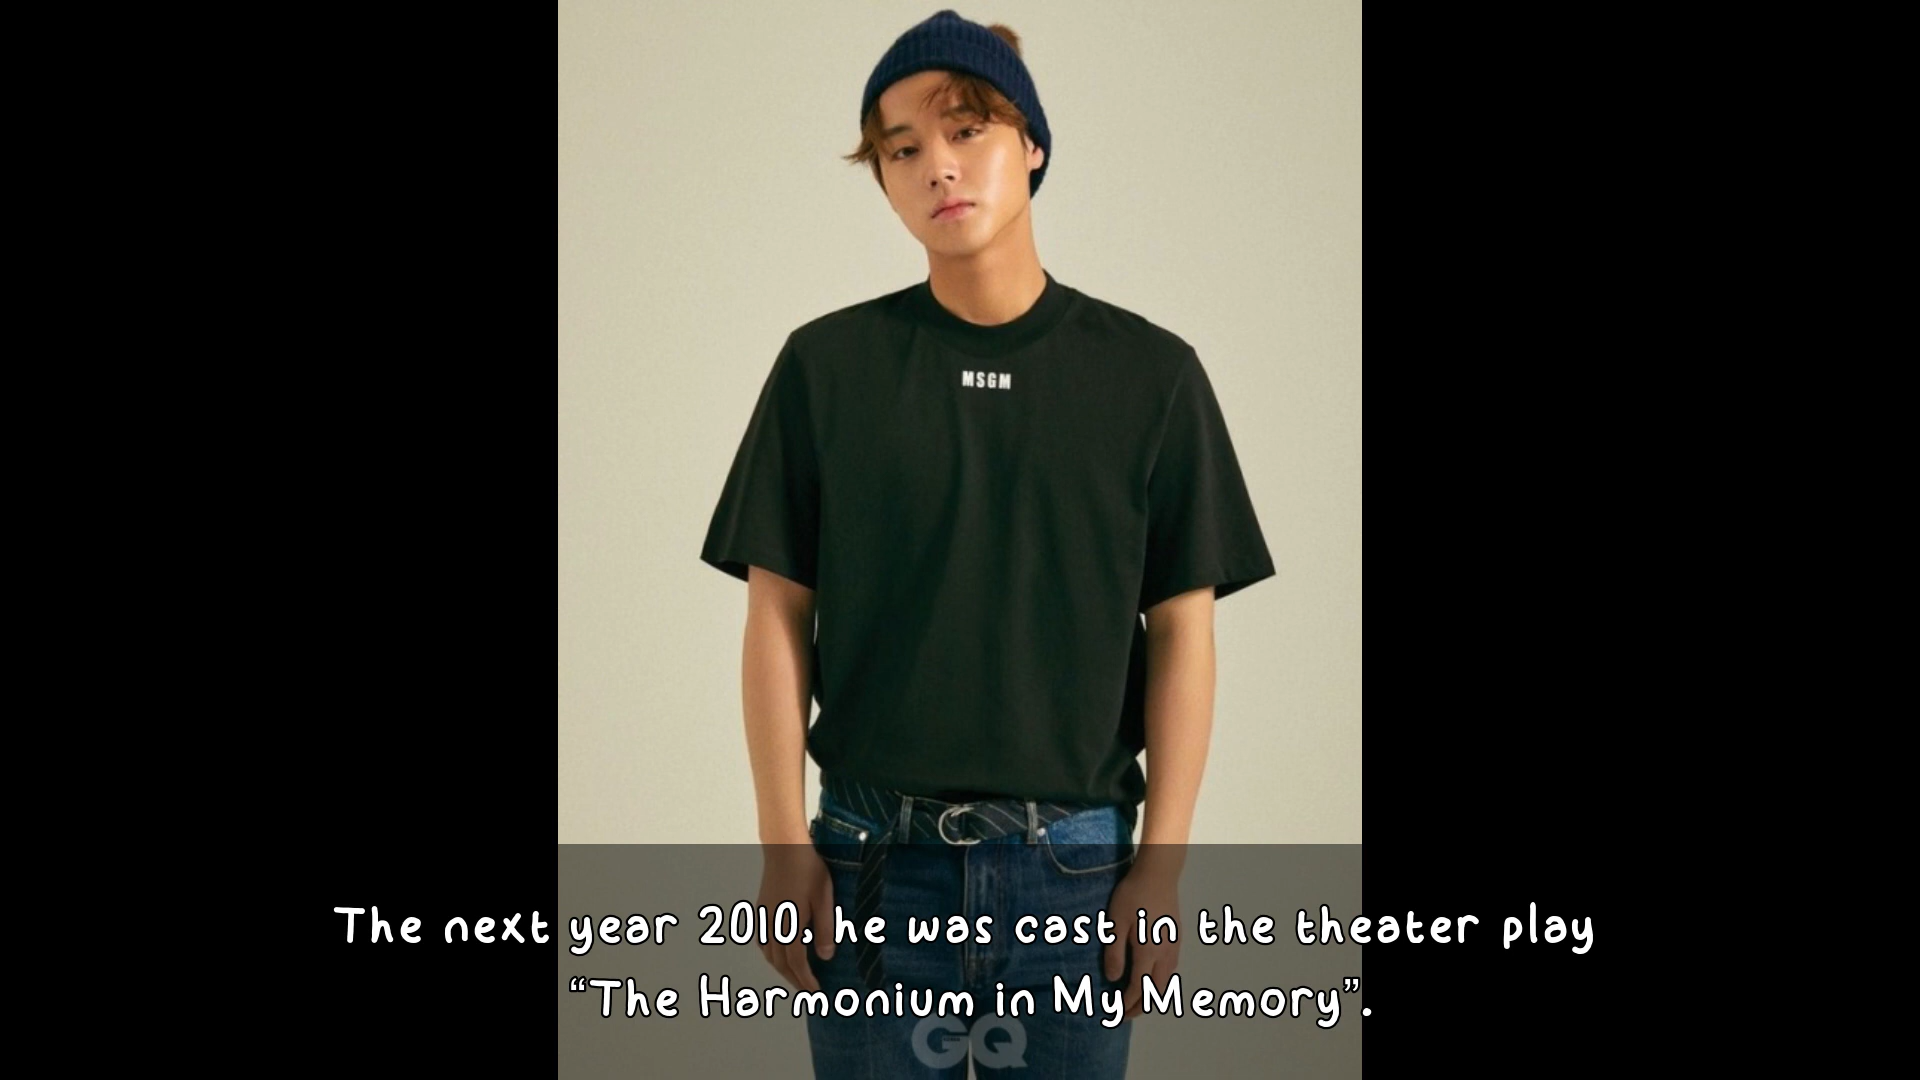 MSGM
The next year 2010, he was cast in the theater play
“The Harmonium in My Memory”.
GQ